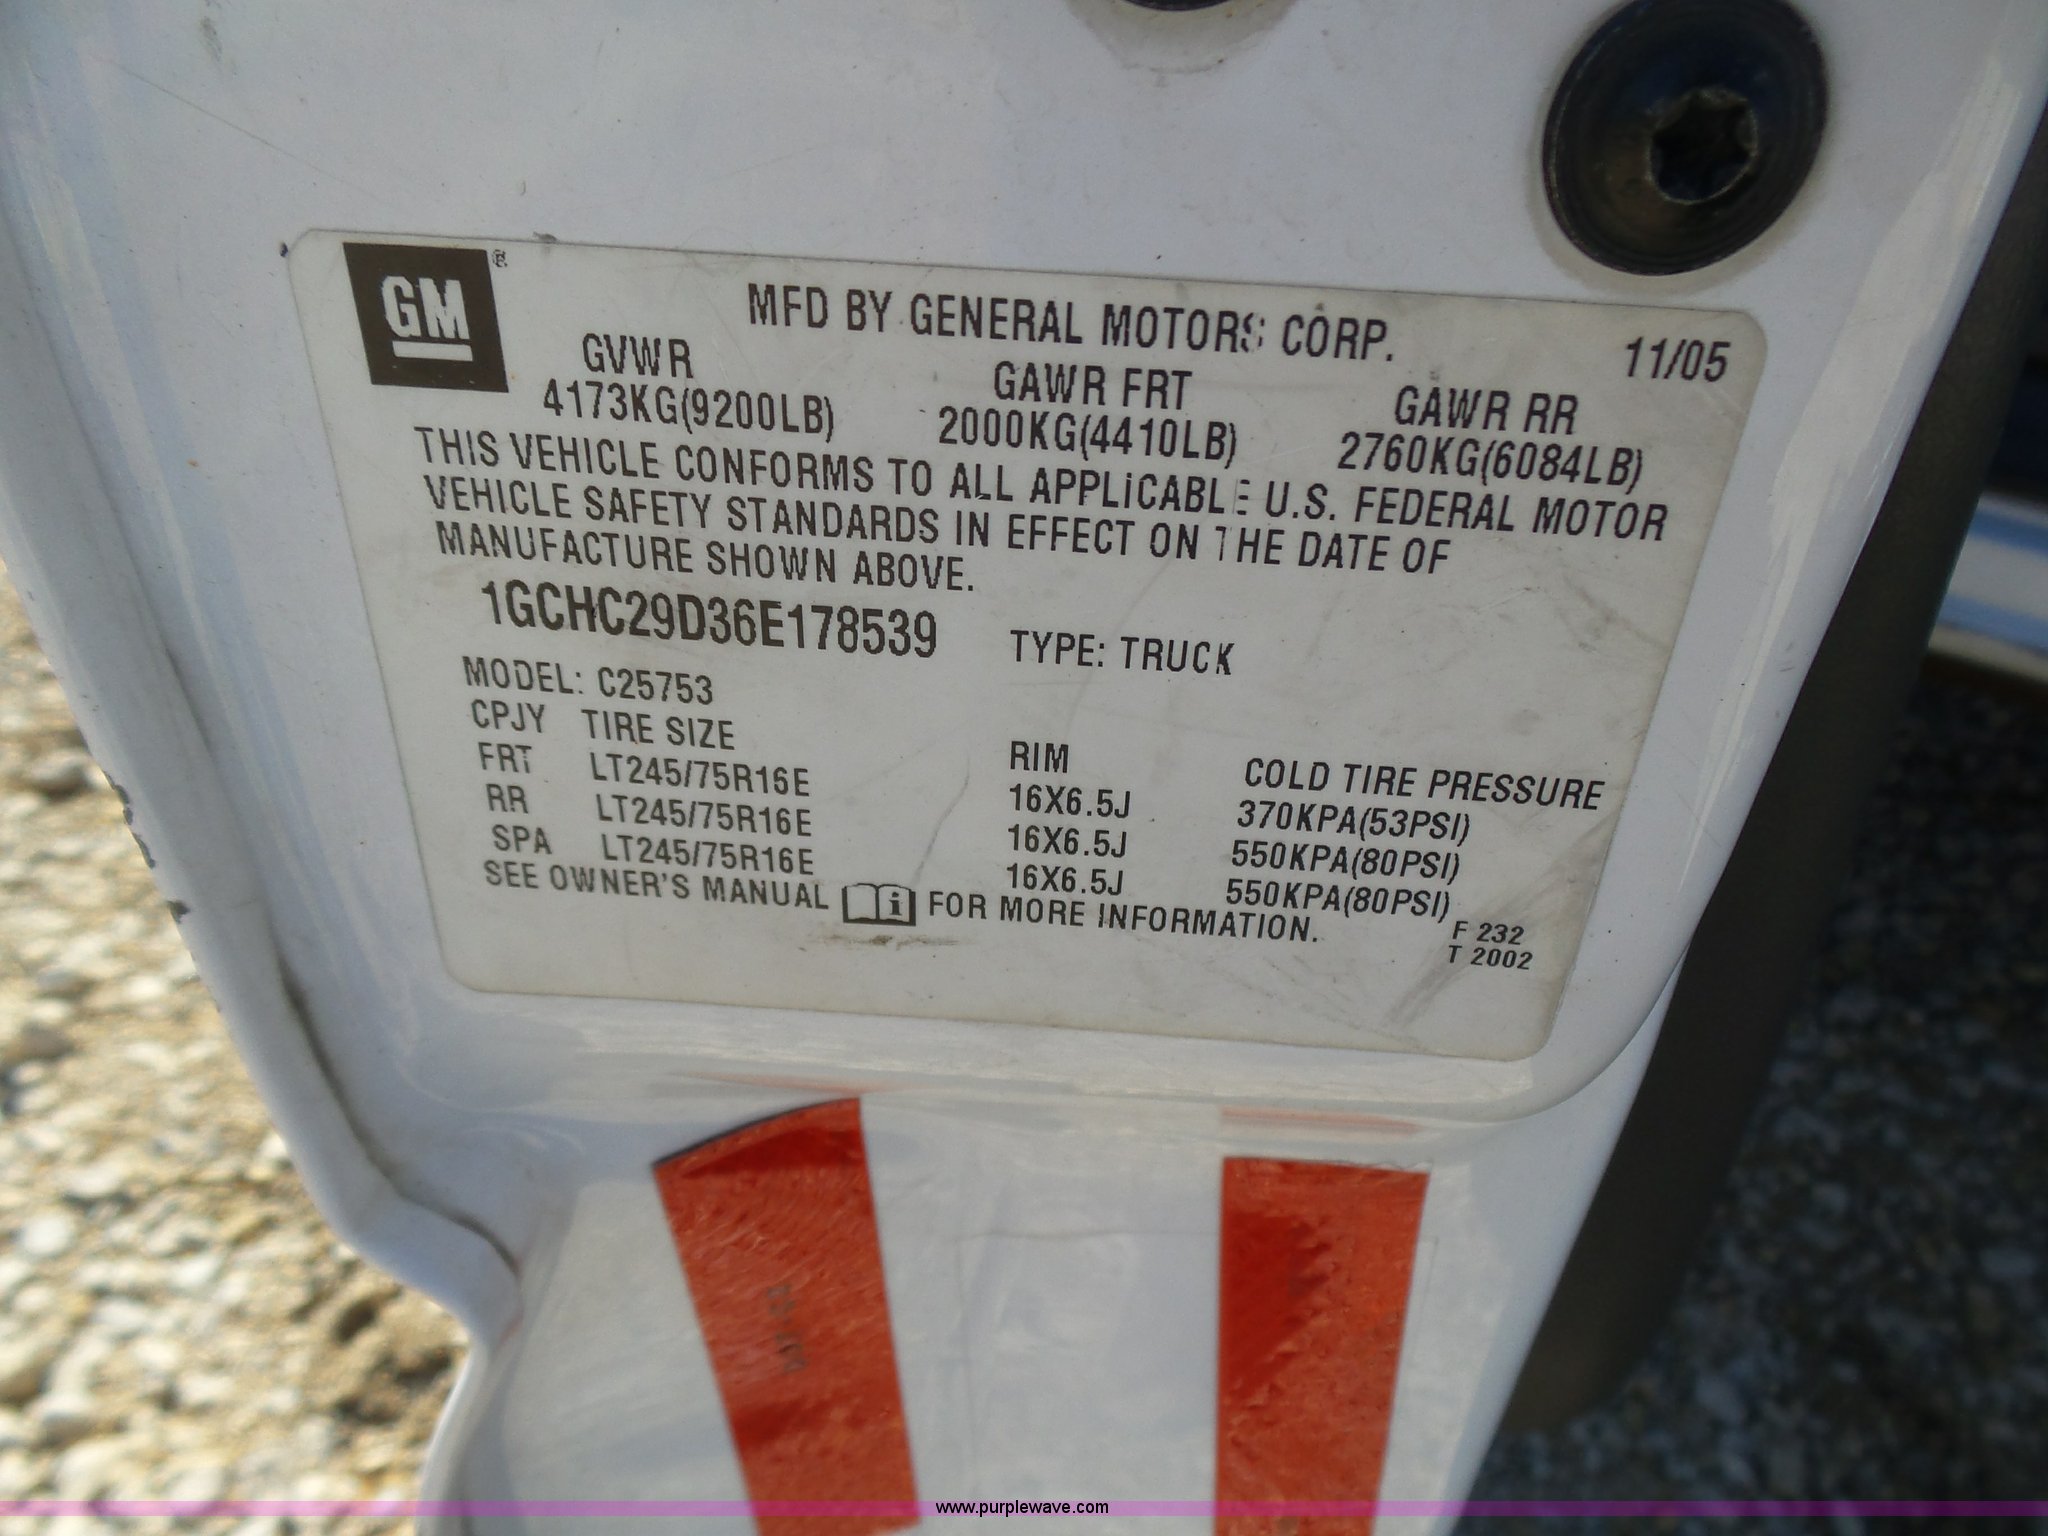 GM®
MFD BY GENERAL MOTORS CORP.
11/05
GVWR GAWR FRT GAWR RR
4173KG(9200LB) 2000KG(4410LB) 2760KG(6084LB)
THIS VEHICLE CONFORMS TO ALL APPLICABLE U.S. FEDERAL MOTOR
VEHICLE SAFETY STANDARDS IN EFFECT ON THE DATE OF
MANUFACTURE SHOWN ABOVE.
1GCHC29D36E178539 TYPE: TRUCK
MODEL: C25753
CPJY TIRE SIZE RIM COLD TIRE PRESSURE
FRT LT245/75R16E 16X6.5J 370KPA(53PSI)
RR LT245/75R16E 16X6.5J 550KPA(80PSI)
SPA LT245/75R16E 16X6.5J 550KPA(80PSI)
SEE OWNER'S MANUAL FOR MORE INFORMATION.
F 232
T 2002
www.purplewave.com